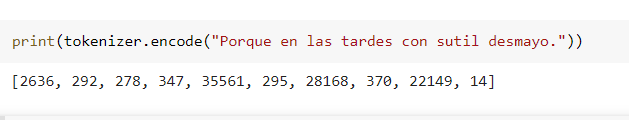 print(tokenizer.encode("Porque en las tardes con sutil desmayo."))
[2636, 292, 278, 347, 35561, 295, 28168, 370, 22149, 14]